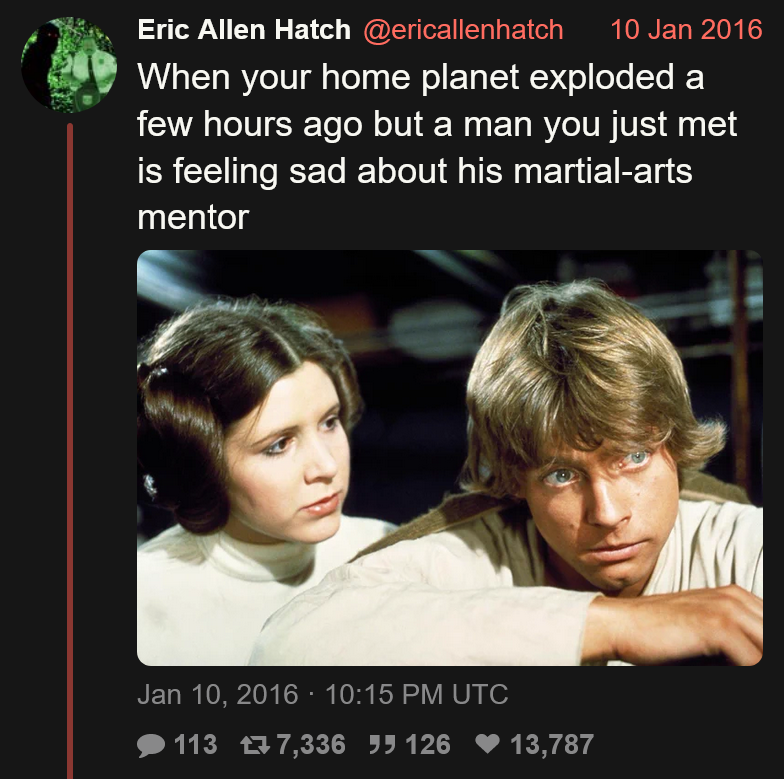 Eric Allen Hatch @ericallenhatch 10 Jan 2016
When your home planet exploded a
few hours ago but a man you just met
is feeling sad about his martial-arts
mentor
Jan 10, 2016 · 10:15 PM UTC
113 7,336 126 13,787